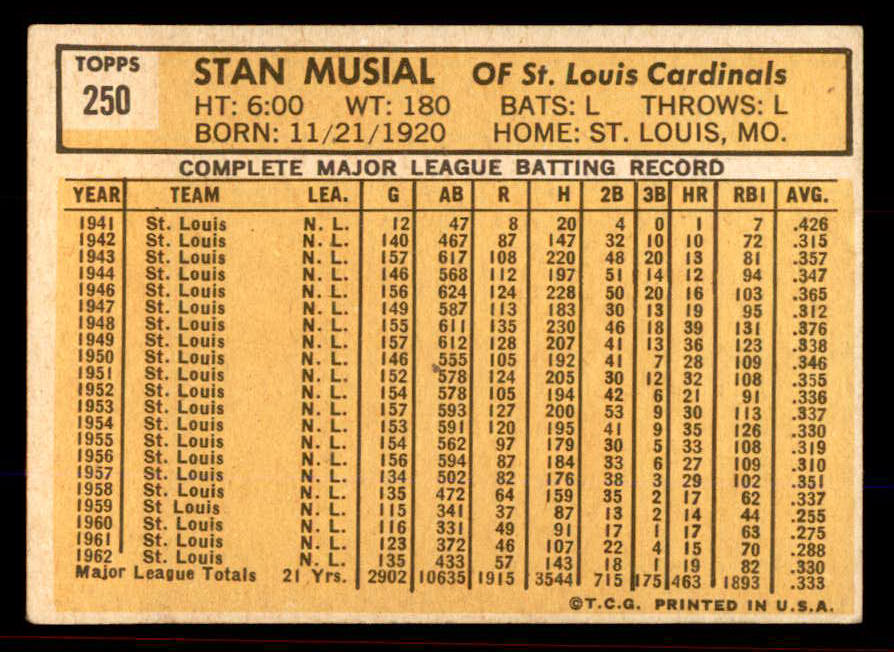 TOPPS
250
STAN MUSIAL OF St. Louis Cardinals
HT: 6:00 WT: 180 BATS: L THROWS: L
BORN: 11/21/1920 HOME: ST. LOUIS, MO.
COMPLETE MAJOR LEAGUE BATTING RECORD
YEAR TEAM LEA. G AB R H 2B 3B HR RBI AVG.
1941 St. Louis N. L. 12 47 8 20 4 0 1 7 .426
1942 St. Louis N. L. 140 467 87 147 32 10 10 72 .315
1943 St. Louis N. L. 157 617 108 220 48 20 13 81 .357
1944 St. Louis N. L. 146 568 112 197 51 14 12 94 .347
1946 St. Louis N. L. 156 624 124 228 50 20 16 103 .365
1947 St. Louis N. L. 149 587 113 183 30 13 19 95 .312
1948 St. Louis N. L. 155 611 135 230 46 18 39 131 .376
1949 St. Louis N. L. 157 612 128 207 41 13 36 123 .338
1950 St. Louis N. L. 146 555 105 192 41 7 28 109 .346
1951 St. Louis N. L. 152 578 124 205 30 12 32 108 .355
1952 St. Louis N. L. 154 578 105 194 42 6 21 91 .336
1953 St. Louis N. L. 157 593 127 200 53 9 30 113 .337
1954 St. Louis N. L. 153 591 120 195 41 9 35 126 .330
1955 St. Louis N. L. 154 562 97 179 30 5 33 108 .319
1956 St. Louis N. L. 156 594 87 184 33 6 27 109 .310
1957 St. Louis N. L. 134 502 82 176 38 3 29 102 .351
1958 St. Louis N. L. 135 472 64 159 35 2 17 62 .337
1959 St Louis N. L. 115 341 37 87 13 2 14 44 .255
1960 St. Louis N. L. 116 331 49 91 17 1 17 63 .275
1961 St. Louis N. L. 123 372 46 107 22 4 15 70 .288
1962 St. Louis N. L. 135 433 57 143 18 1 19 82 .330
Major League Totals 21 Yrs. 2902 10635 1915 3544 715 175 463 1893 .333
©T.C.G. PRINTED IN U.S.A.